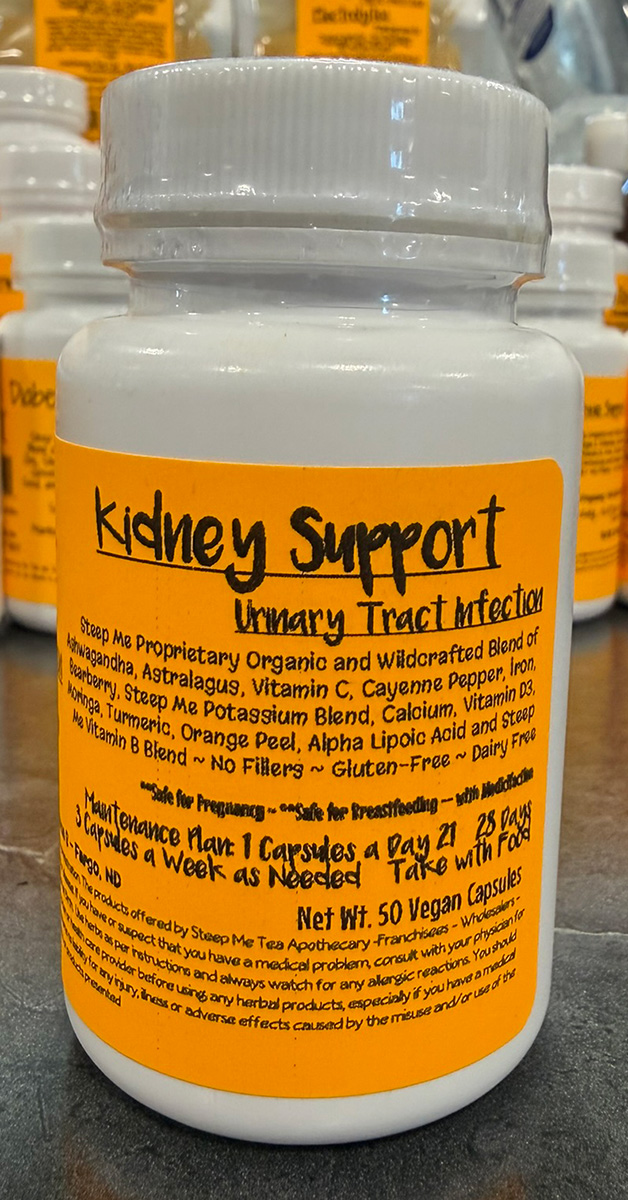 Electrolytes
Diabe
Kidney Support
Urinary Tract Infection
Steep Me Proprietary Organic and Wildcrafted Blend of
Ashwagandha, Astralagus, Vitamin C, Cayenne Pepper, Iron,
Bearberry, Steep Me Potassium Blend, Calcium, Vitamin D3,
Moringa, Turmeric, Orange Peel, Alpha Lipoic Acid and Steep
Me Vitamin B Blend ~ No Fillers ~ Gluten-Free ~ Dairy Free
**Safe for Pregnancy ~ **Safe for Breastfeeding -- with
Maintenance Plan: 1 Capsules a Day 21 28 Days
3 Capsules a Week as Needed Take with Food
- Fargo, ND
Net Wt. 50 Vegan Capsules
The products offered by Steep Me Tea Apothecary -Franchisees - Wholesalers -
if you have or suspect that you have a medical problem, consult with your physician for
the herbs as per instructions and always watch for any allergic reactions. You should
health care provider before using any herbal products, especially if you have a medical
for any injury, illness or adverse effects caused by the misuse and/or use of the
products presented